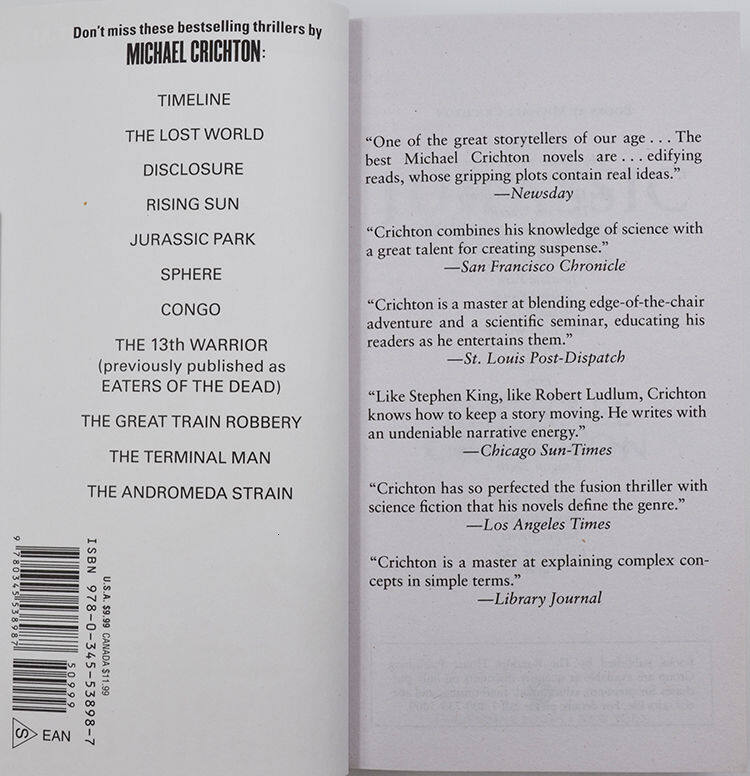 Don't miss these bestselling thrillers by
MICHAEL CRICHTON:
TIMELINE
THE LOST WORLD
DISCLOSURE
RISING SUN
JURASSIC PARK
SPHERE
CONGO
THE 13th WARRIOR
(previously published as
EATERS OF THE DEAD)
THE GREAT TRAIN ROBBERY
THE TERMINAL MAN
THE ANDROMEDA STRAIN
ISBN 978-0-345-53898-7
U.S.A. $9.99 CANADA $11.99
9 780345 538987
50999
S EAN
“One of the great storytellers of our age . . . The
best Michael Crichton novels are . . . edifying
reads, whose gripping plots contain real ideas.”
—Newsday
“Crichton combines his knowledge of science with
a great talent for creating suspense.”
—San Francisco Chronicle
“Crichton is a master at blending edge-of-the-chair
adventure and a scientific seminar, educating his
readers as he entertains them.”
—St. Louis Post-Dispatch
“Like Stephen King, like Robert Ludlum, Crichton
knows how to keep a story moving. He writes with
an undeniable narrative energy.”
—Chicago Sun-Times
“Crichton has so perfected the fusion thriller with
science fiction that his novels define the genre.”
—Los Angeles Times
“Crichton is a master at explaining complex con-
cepts in simple terms.”
—Library Journal